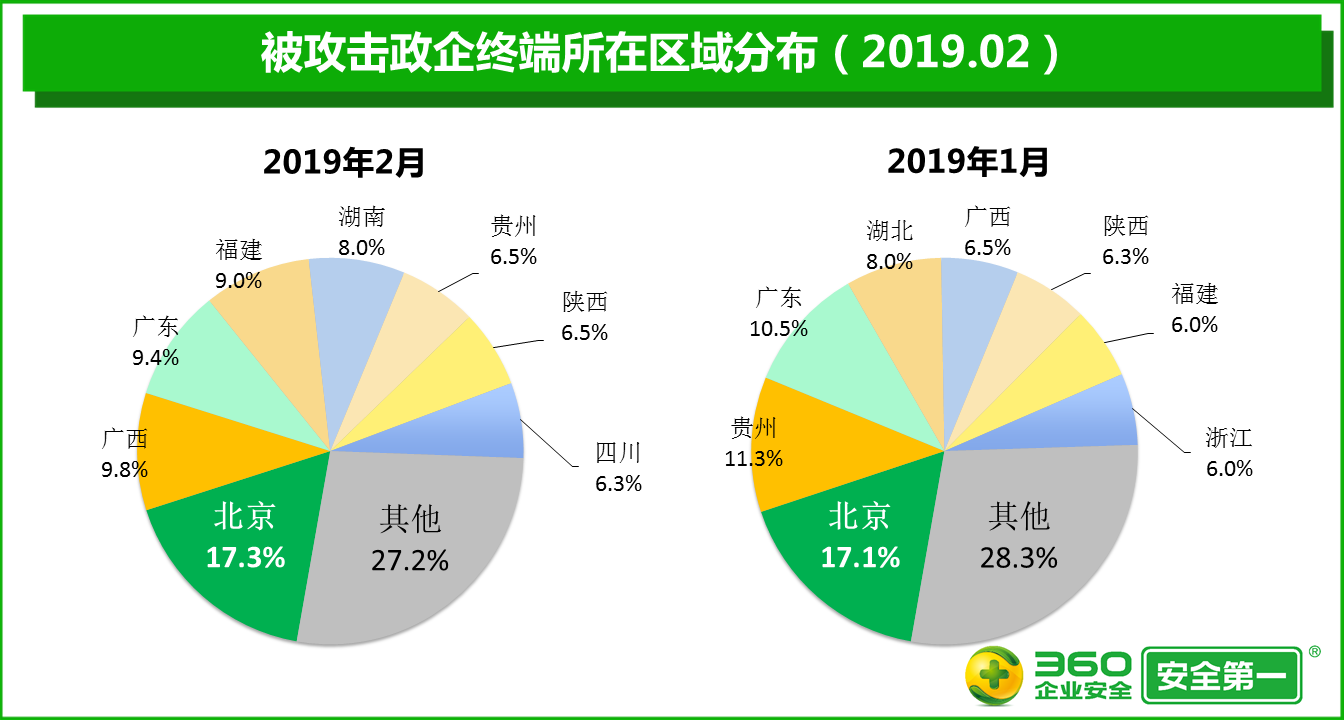 被攻击政企终端所在区域分布（2019.02）
2019年2月
湖南
8.0%
贵州
6.5%
福建
9.0%
陕西
6.5%
广东
9.4%
广西
9.8%
四川
6.3%
北京
17.3%
其他
27.2%
2019年1月
广西
6.5%
陕西
6.3%
湖北
8.0%
福建
6.0%
广东
10.5%
贵州
11.3%
浙江
6.0%
北京
17.1%
其他
28.3%
360
企业安全
安全第一
®